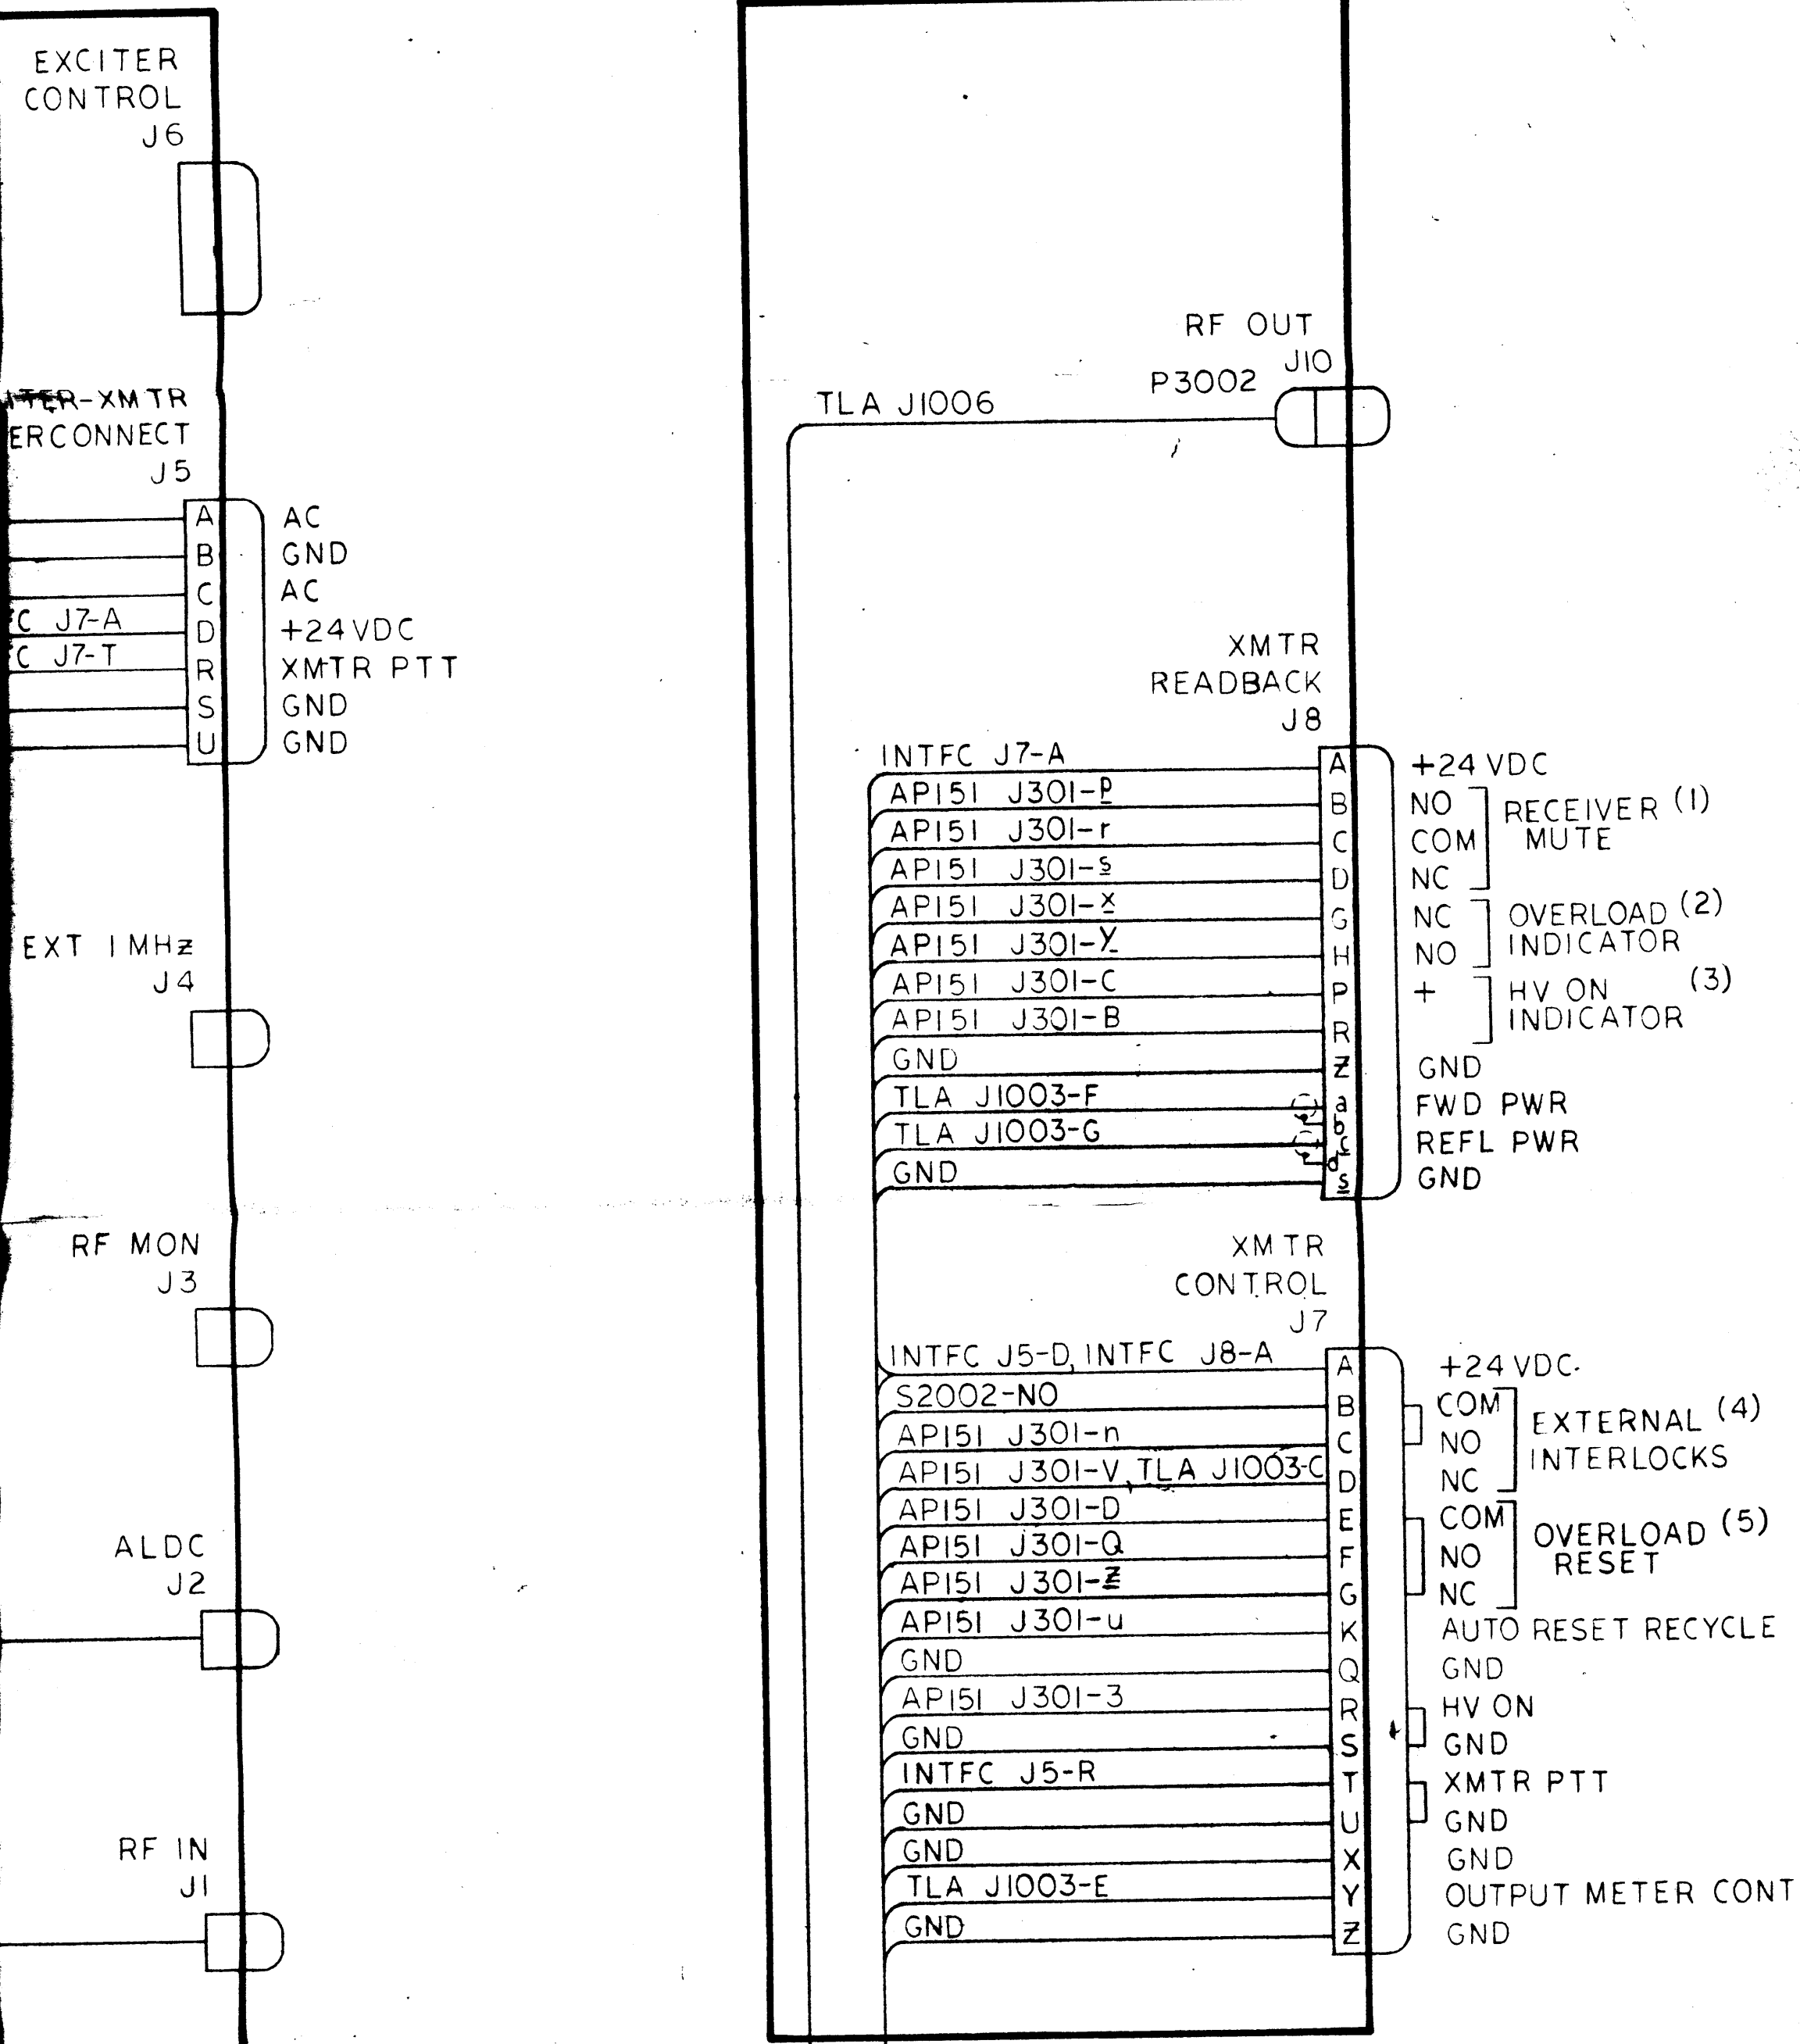 EXCITER
CONTROL
J6
ITER-XMTR
ERCONNECT
J5
A AC
B GND
C AC
C J7-A D +24VDC
C J7-T R XMTR PTT
S GND
U GND
EXT 1MHz
J4
RF MON
J3
ALDC
J2
RF IN
J1
RF OUT
J10
P3002
TLA J1006
XMTR
READBACK
J8
INTFC J7-A A +24 VDC
AP151 J301-p B NO
AP151 J301-r C COM
AP151 J301-s D NC
RECEIVER (1)
MUTE
AP151 J301-x G NC
AP151 J301-Y H NO
OVERLOAD (2)
INDICATOR
AP151 J301-C P +
AP151 J301-B R
HV ON (3)
INDICATOR
GND Z GND
TLA J1003-F a FWD PWR
b
TLA J1003-G c REFL PWR
d
GND s GND
XMTR
CONTROL
J7
INTFC J5-D, INTFC J8-A A +24 VDC
S2002-NO B COM
AP151 J301-n C NO
AP151 J301-V, TLA J1003-C D NC
EXTERNAL (4)
INTERLOCKS
AP151 J301-D E COM
AP151 J301-Q F NO
AP151 J301-Z G NC
OVERLOAD (5)
RESET
AP151 J301-u K AUTO RESET RECYCLE
GND Q GND
AP151 J301-3 R HV ON
GND S GND
INTFC J5-R T XMTR PTT
GND U GND
GND X GND
TLA J1003-E Y OUTPUT METER CONT
GND Z GND